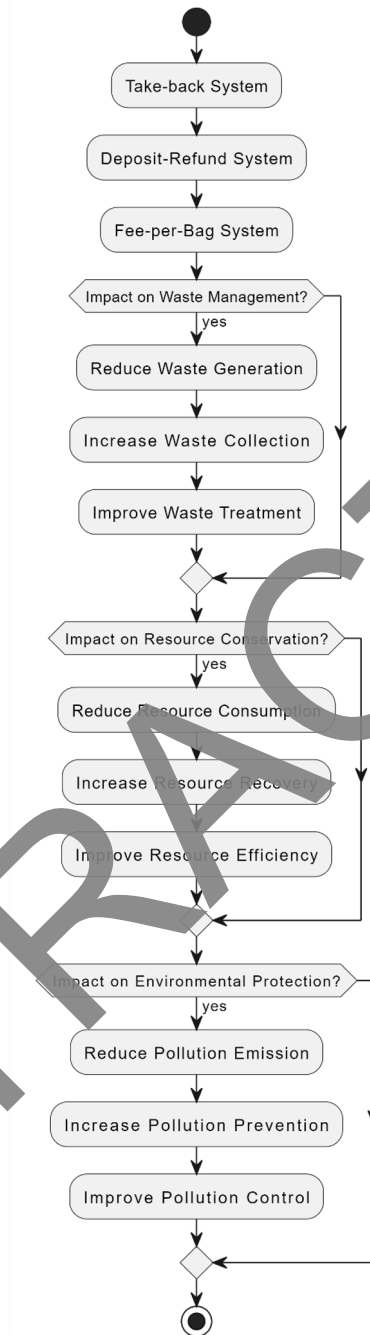 Take-back System
Deposit-Refund System
Fee-per-Bag System
Impact on Waste Management?
yes
Reduce Waste Generation
Increase Waste Collection
Improve Waste Treatment
Impact on Resource Conservation?
yes
Reduce Resource Consumption
Increase Resource Recovery
Improve Resource Efficiency
Impact on Environmental Protection?
yes
Reduce Pollution Emission
Increase Pollution Prevention
Improve Pollution Control